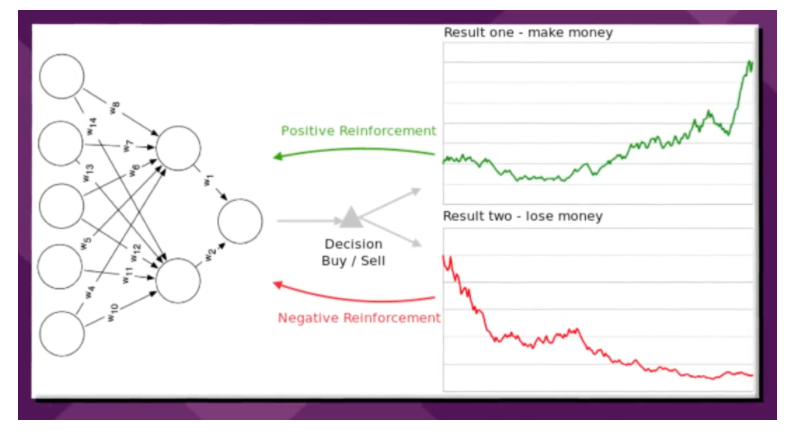 w8
w14
w7
w13
w6
w5
w12
w11
w4
w10
w1
w2
Positive Reinforcement
Decision
Buy / Sell
Negative Reinforcement
Result one - make money
Result two - lose money